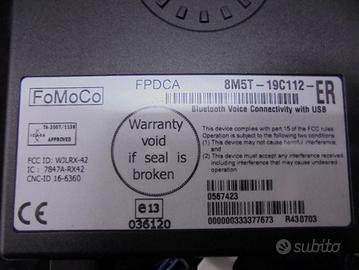 FoMoCo
FPDCA
8M5T-19C112-ER
Bluetooth Voice Connectivity with USB
TA-2007/1138
APPROVED
FCC ID: WJLRX-42
IC : 7847A-RX42
CNC-ID 16-6360
Warranty
void
if seal is
broken
This device complies with part 15 of the FCC rules
Operation is subject to the following two conditions
(1) This device may not cause harmful interference,
and
(2) This device must accept any interference
received, including interference that may cause
undesired operation.
0567423
000000333377673 R430703
CE
e13
036120
subito